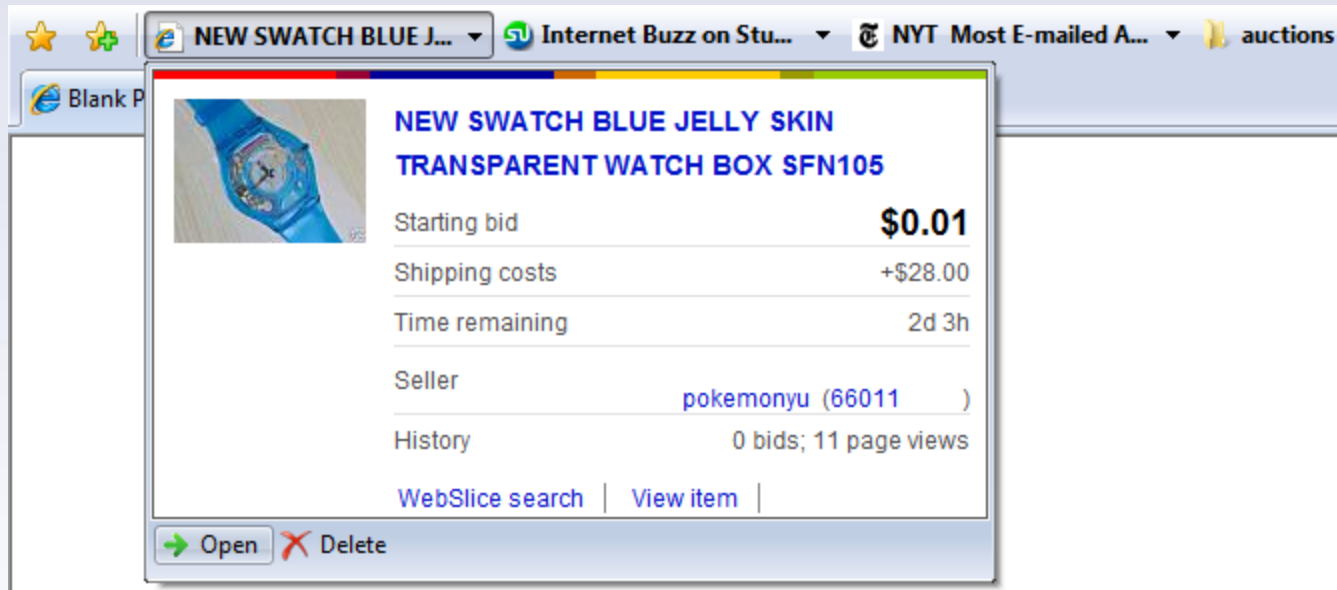 NEW SWATCH BLUE J... Internet Buzz on Stu... NYT Most E-mailed A... auctions
Blank P
NEW SWATCH BLUE JELLY SKIN
TRANSPARENT WATCH BOX SFN105
Starting bid $0.01
Shipping costs +$28.00
Time remaining 2d 3h
Seller pokemonyu (66011 )
History 0 bids; 11 page views
WebSlice search | View item |
Open Delete